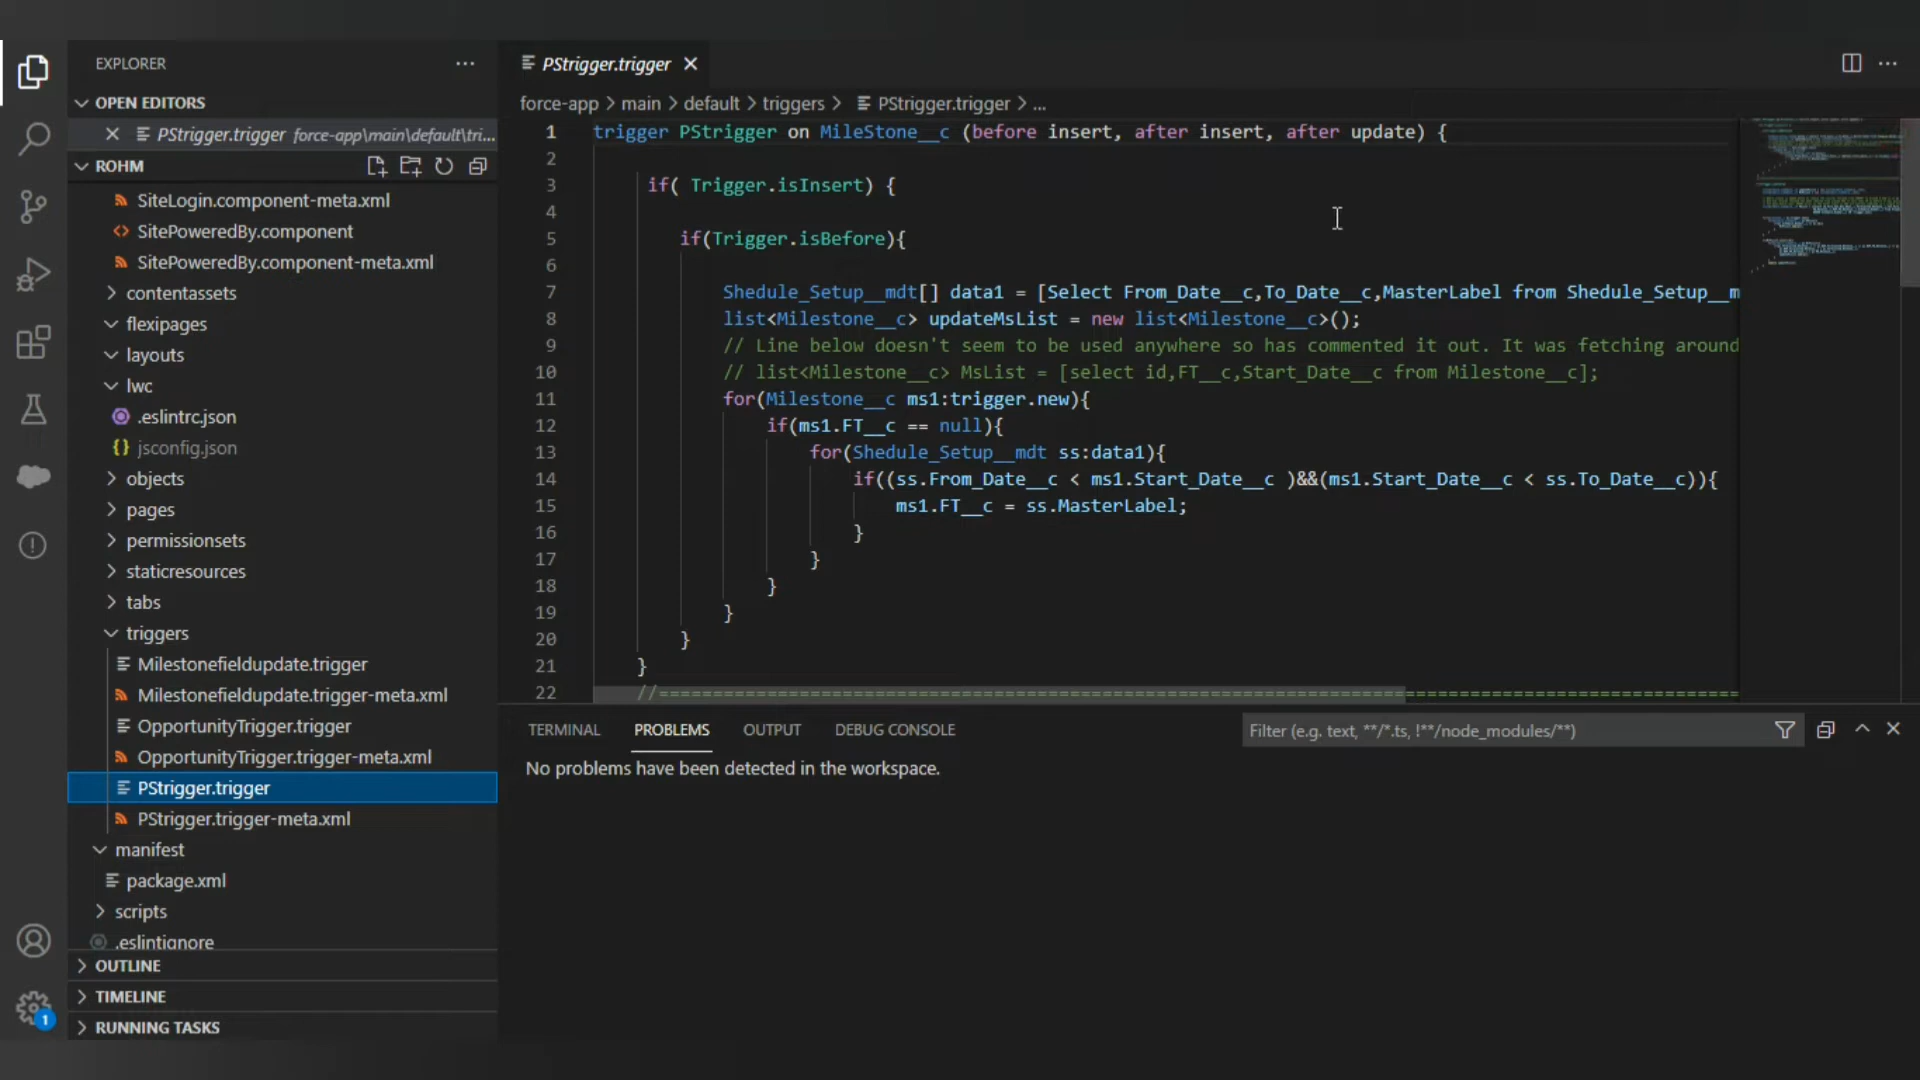 EXPLORER
OPEN EDITORS
PStrigger.trigger force-app\main\default\tri...
ROHM
SiteLogin.component-meta.xml
SitePoweredBy.component
SitePoweredBy.component-meta.xml
contentassets
flexipages
layouts
lwc
.eslintrc.json
jsconfig.json
objects
pages
permissionsets
staticresources
tabs
triggers
Milestonefieldupdate.trigger
Milestonefieldupdate.trigger-meta.xml
OpportunityTrigger.trigger
OpportunityTrigger.trigger-meta.xml
PStrigger.trigger
PStrigger.trigger-meta.xml
manifest
package.xml
scripts
.eslintignore
OUTLINE
TIMELINE
RUNNING TASKS
1
PStrigger.trigger
force-app > main > default > triggers > PStrigger.trigger > ...
1 trigger PStrigger on MileStone__c (before insert, after insert, after update) {
2
3 if( Trigger.isInsert) {
4
5 if(Trigger.isBefore){
6
7 Shedule_Setup__mdt[] data1 = [Select From_Date__c,To_Date__c,MasterLabel from Shedule_Setup__m
8 list<Milestone__c> updateMsList = new list<Milestone__c>();
9 // Line below doesn't seem to be used anywhere so has commented it out. It was fetching around
10 // list<Milestone__c> MsList = [select id,FT__c,Start_Date__c from Milestone__c];
11 for(Milestone__c ms1:trigger.new){
12 if(ms1.FT__c == null){
13 for(Shedule_Setup__mdt ss:data1){
14 if((ss.From_Date__c < ms1.Start_Date__c )&&(ms1.Start_Date__c < ss.To_Date__c)){
15 ms1.FT__c = ss.MasterLabel;
16 }
17 }
18 }
19 }
20 }
21 }
22 //==============================================================================================
TERMINAL PROBLEMS OUTPUT DEBUG CONSOLE
Filter (e.g. text, **/*.ts, !**/node_modules/**)
No problems have been detected in the workspace.